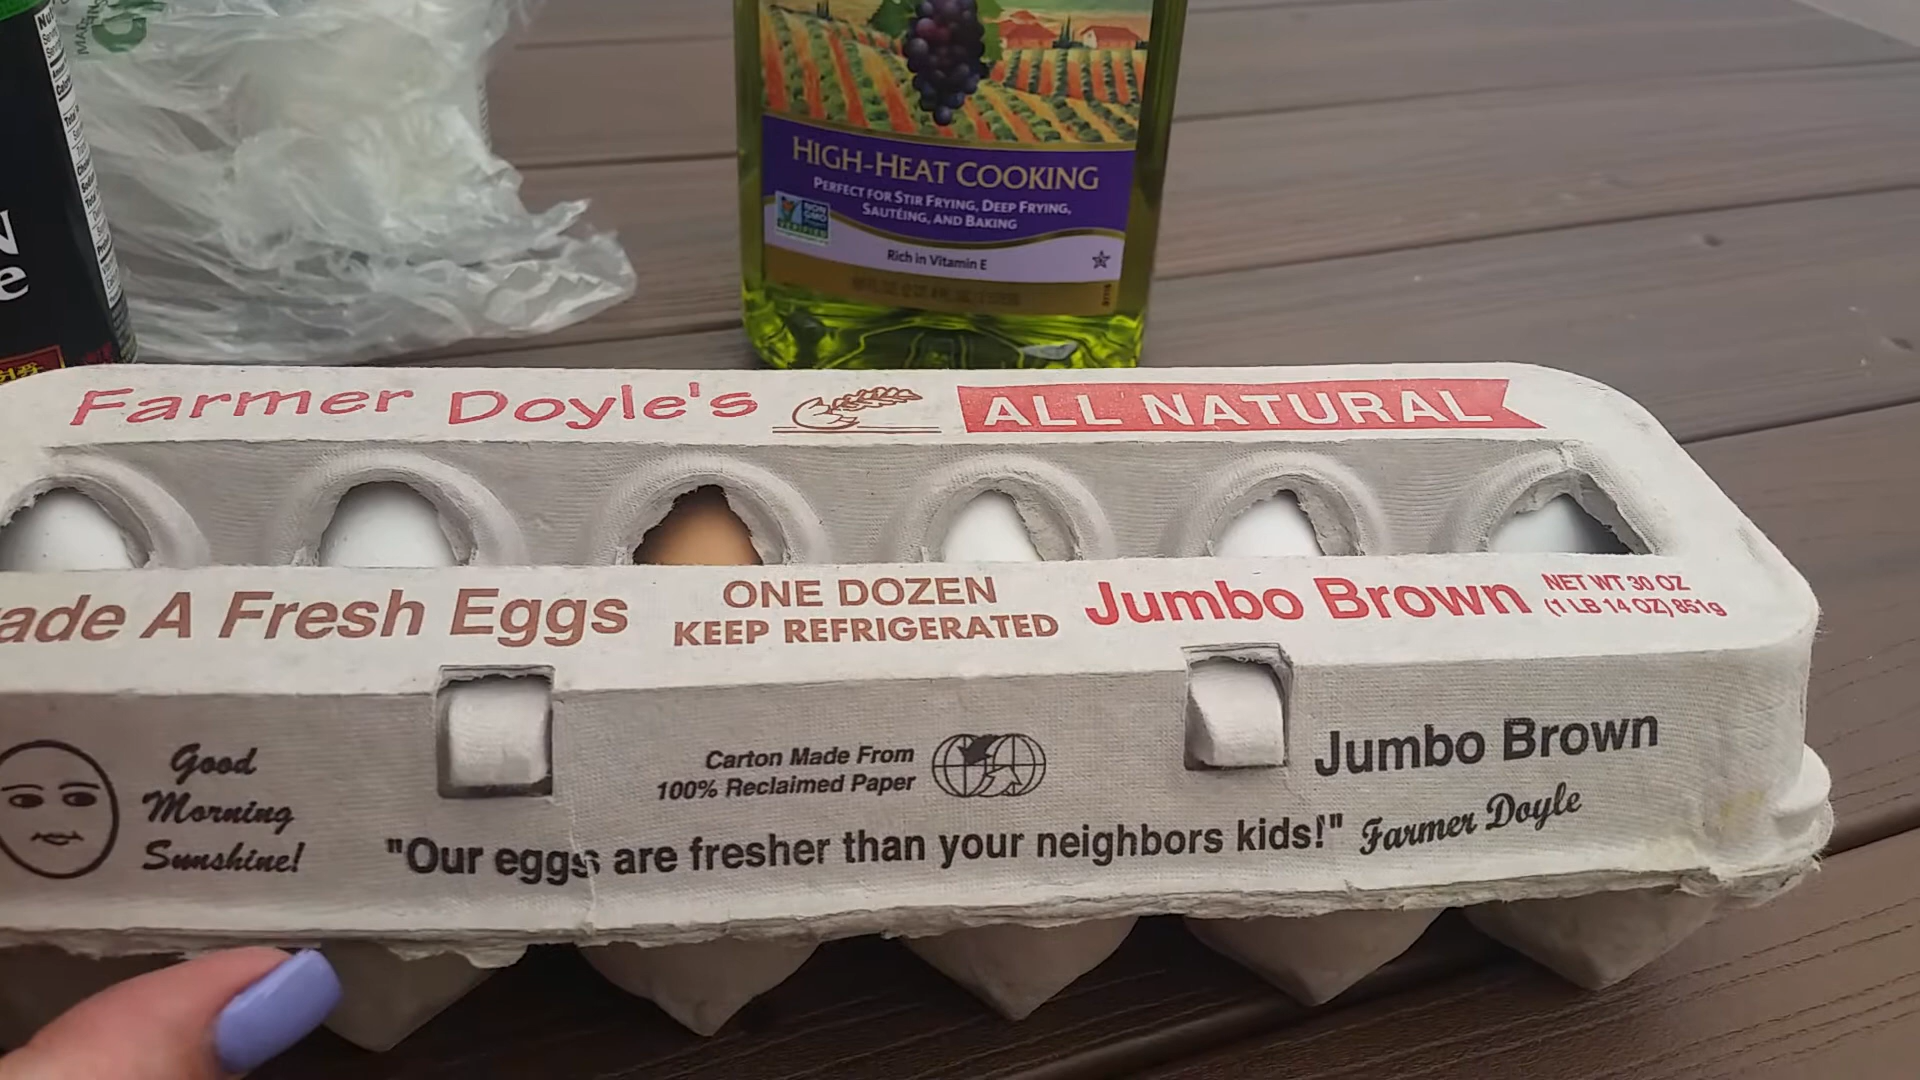 HIGH-HEAT COOKING
PERFECT FOR STIR FRYING, DEEP FRYING,
SAUTÉING, AND BAKING
NON
GMO
VERIFIED
Rich in Vitamin E
Farmer Doyle's
ALL NATURAL
ade A Fresh Eggs
ONE DOZEN
KEEP REFRIGERATED
Jumbo Brown
NET WT 30 OZ
(1 LB 14 OZ) 851g
Good
Morning
Sunshine!
Carton Made From
100% Reclaimed Paper
Jumbo Brown
"Our eggs are fresher than your neighbors kids!" Farmer Doyle